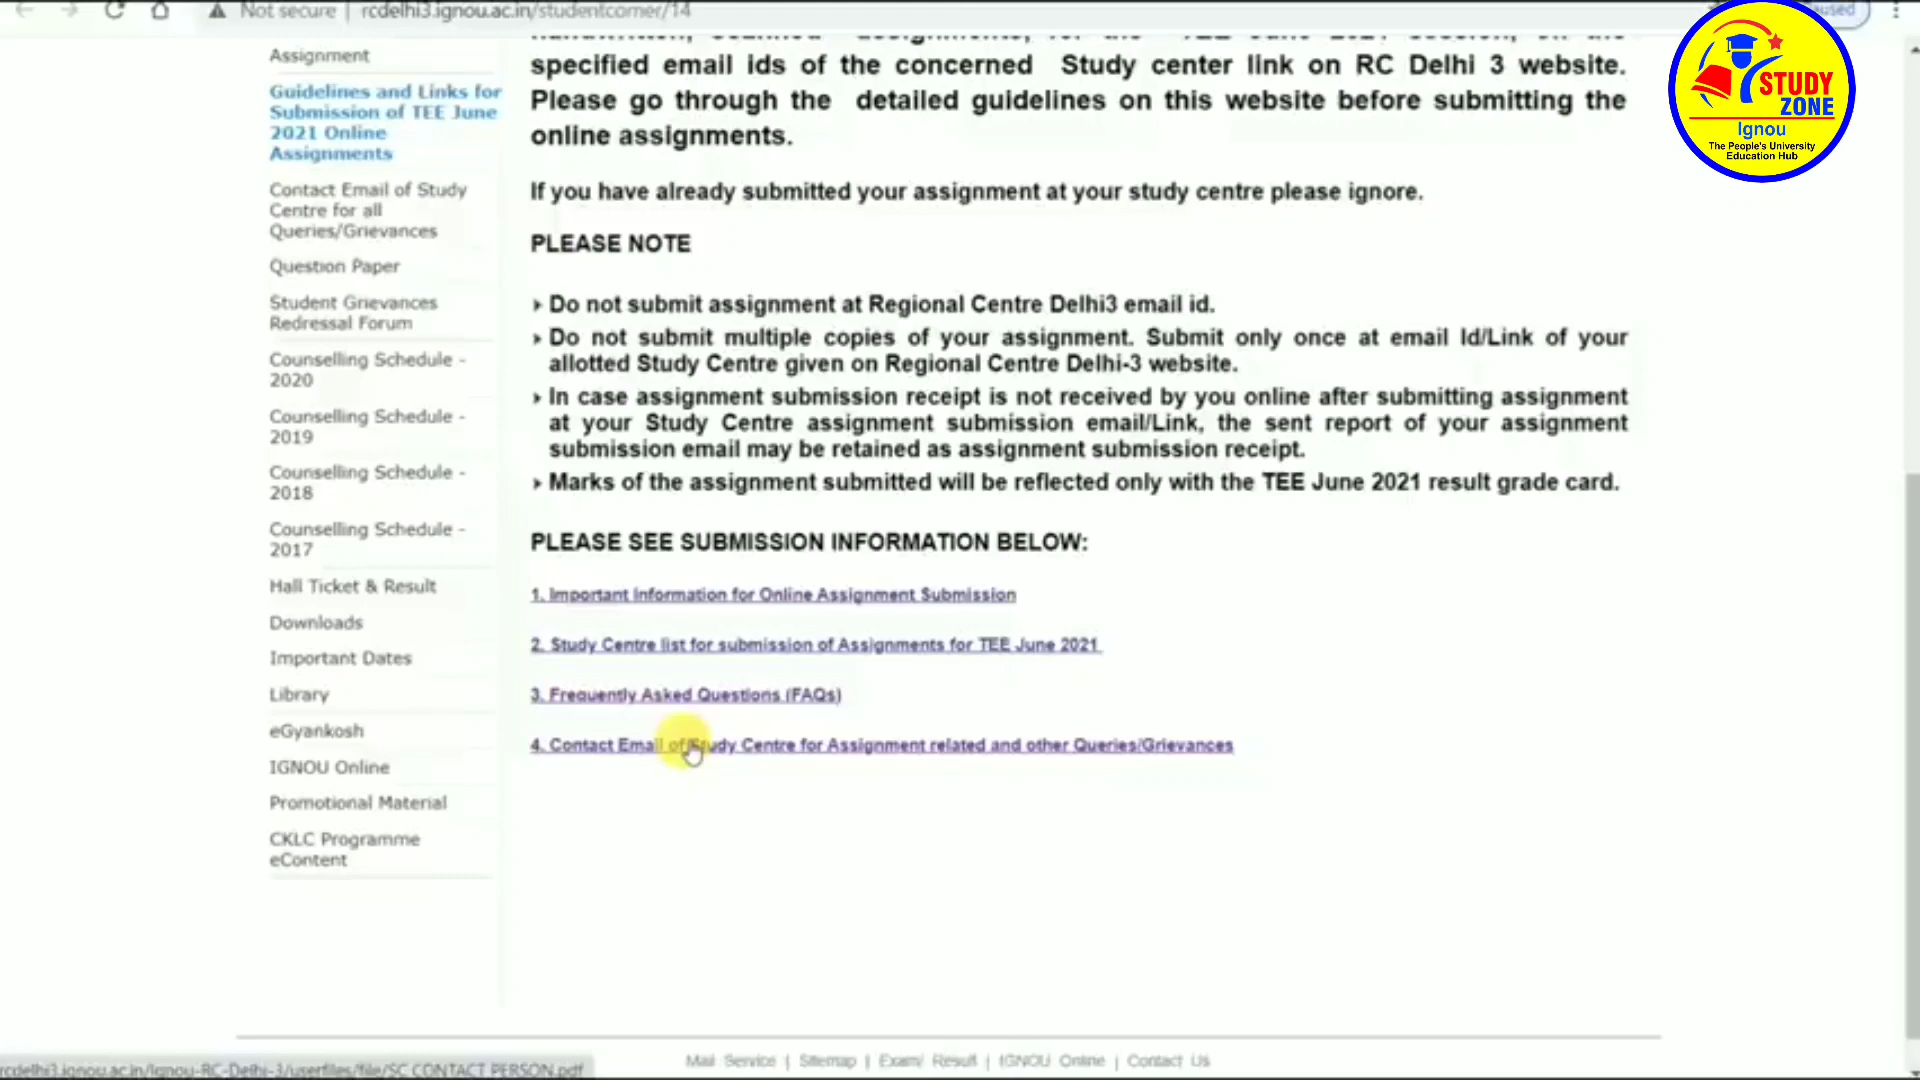 Not secure | rcdelhi3.ignou.ac.in/studentcorner/14
Assignment
Guidelines and Links for
Submission of TEE June
2021 Online
Assignments
Contact Email of Study
Centre for all
Queries/Grievances
Question Paper
Student Grievances
Redressal Forum
Counselling Schedule -
2020
Counselling Schedule -
2019
Counselling Schedule -
2018
Counselling Schedule -
2017
Hall Ticket & Result
Downloads
Important Dates
Library
eGyankosh
IGNOU Online
Promotional Material
CKLC Programme
eContent
specified email ids of the concerned Study center link on RC Delhi 3 website.
Please go through the detailed guidelines on this website before submitting the
online assignments.
If you have already submitted your assignment at your study centre please ignore.
PLEASE NOTE
Do not submit assignment at Regional Centre Delhi3 email id.
Do not submit multiple copies of your assignment. Submit only once at email Id/Link of your
allotted Study Centre given on Regional Centre Delhi-3 website.
In case assignment submission receipt is not received by you online after submitting assignment
at your Study Centre assignment submission email/Link, the sent report of your assignment
submission email may be retained as assignment submission receipt.
Marks of the assignment submitted will be reflected only with the TEE June 2021 result grade card.
PLEASE SEE SUBMISSION INFORMATION BELOW:
1. Important Information for Online Assignment Submission
2. Study Centre list for submission of Assignments for TEE June 2021
3. Frequently Asked Questions (FAQs)
4. Contact Email of Study Centre for Assignment related and other Queries/Grievances
Mail Service | Sitemap | Exam/ Result | IGNOU Online | Contact Us
rcdelhi3.ignou.ac.in/Ignou-RC-Delhi-3/userfiles/file/SC CONTACT PERSON.pdf
STUDY
ZONE
Ignou
The People's University
Education Hub